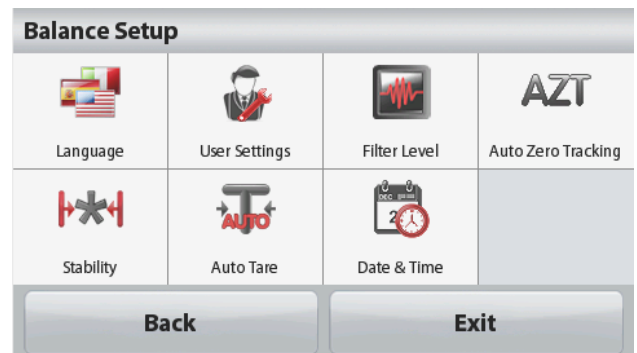 Balance Setup
AZT
Language User Settings Filter Level Auto Zero Tracking
AUTO
DEC
2
Stability Auto Tare Date & Time
Back Exit